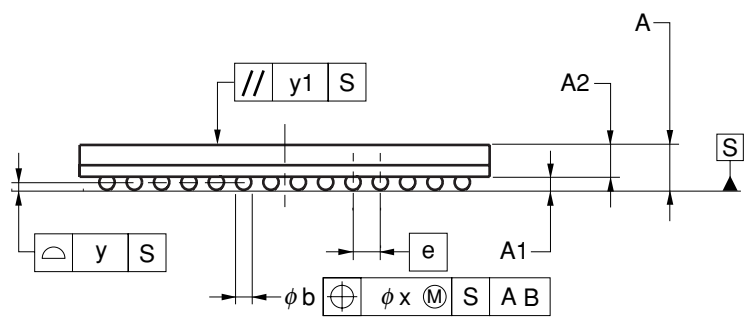 A
// y1 S
A2
S
⌓ y S
e
A1
φb ⌖ φx Ⓜ S A B